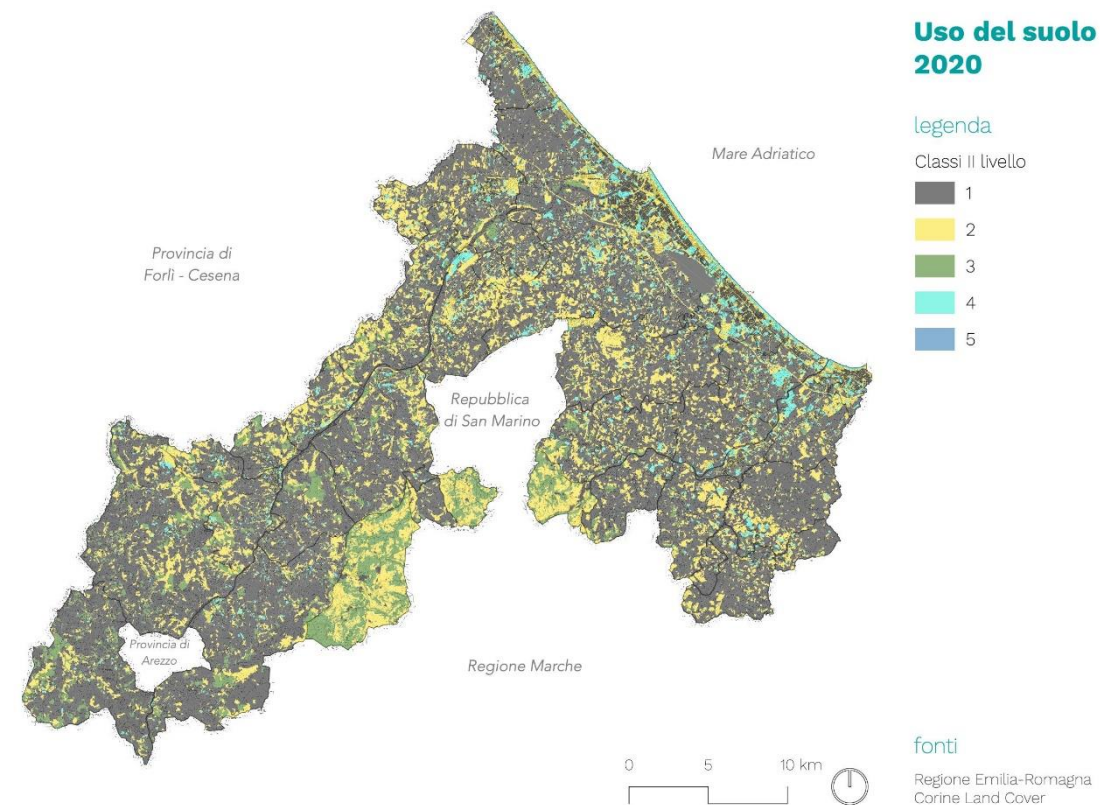 Uso del suolo
2020
legenda
Classi II livello
1
2
3
4
5
Mare Adriatico
Provincia di
Forlì - Cesena
Repubblica
di San Marino
Provincia di
Arezzo
Regione Marche
0 5 10 km
fonti
Regione Emilia-Romagna
Corine Land Cover